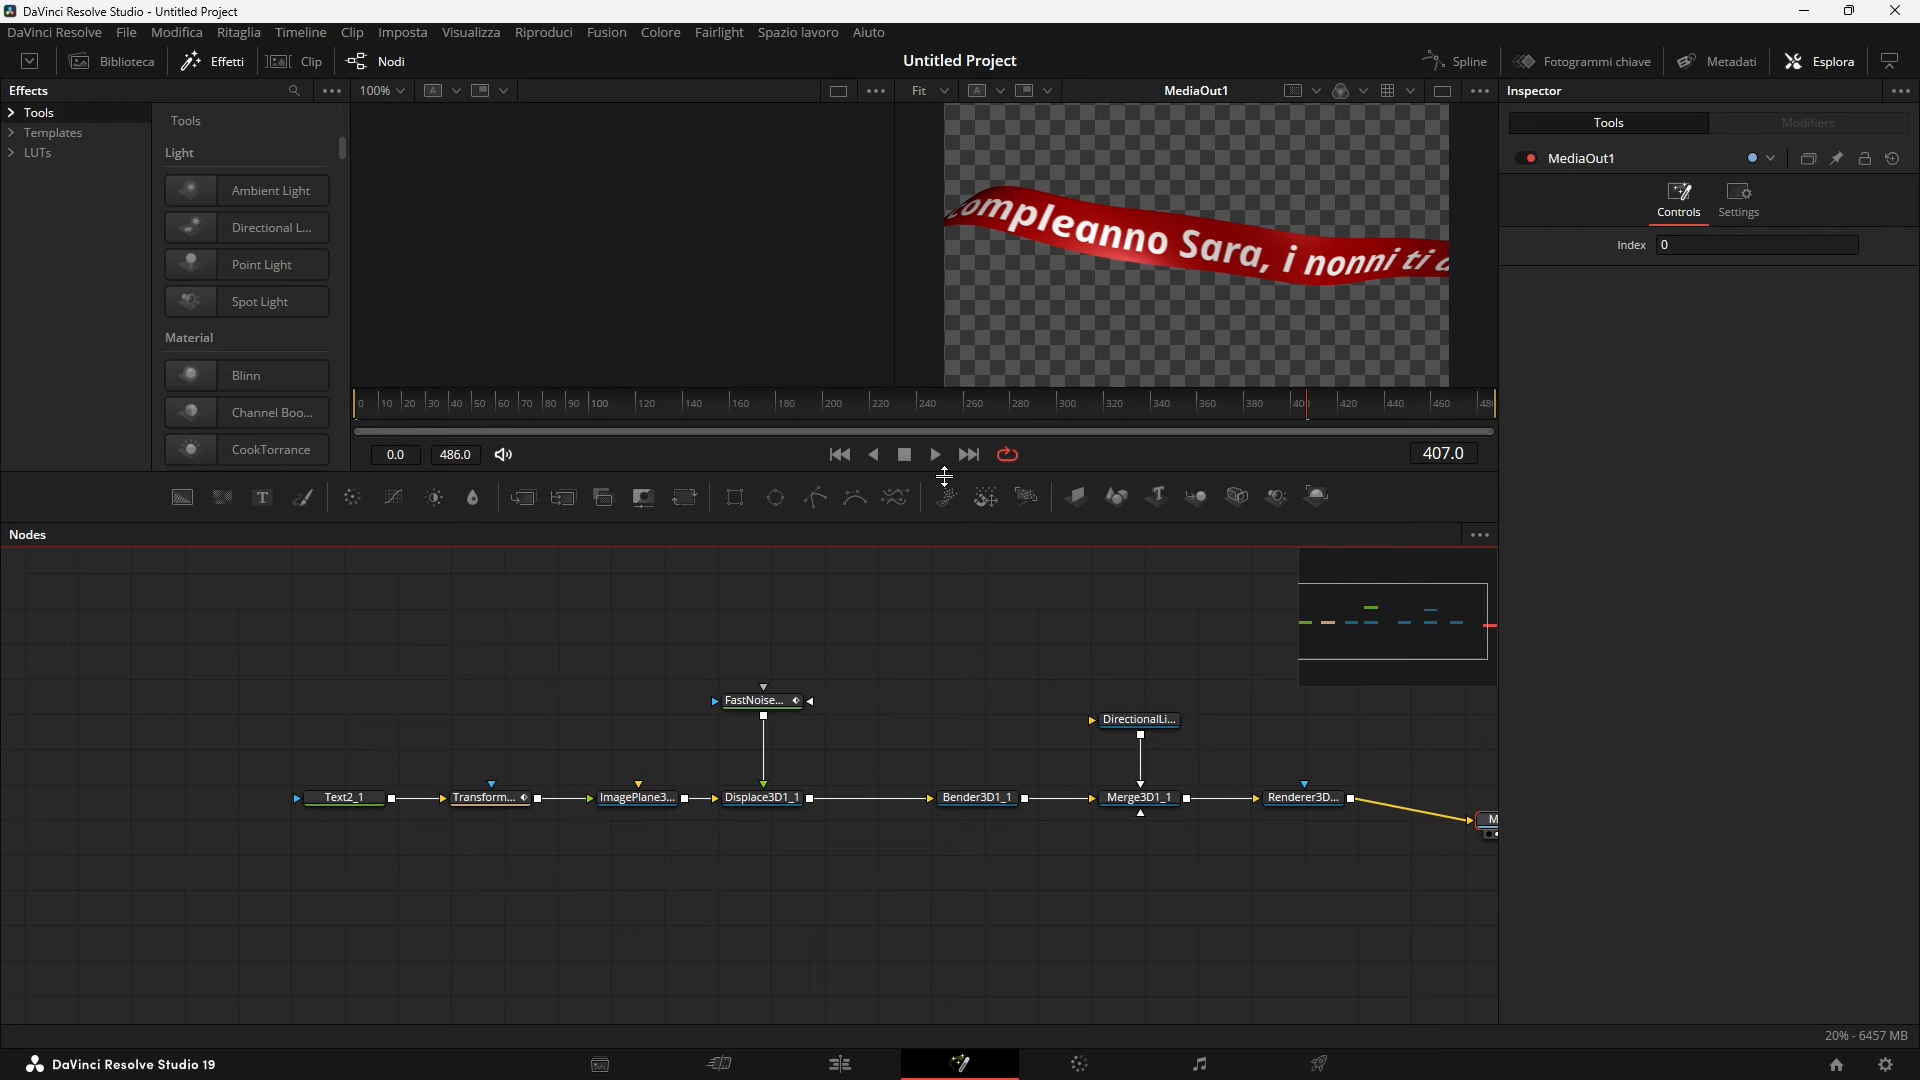 DaVinci Resolve Studio - Untitled Project
DaVinci Resolve File Modifica Ritaglia Timeline Clip Imposta Visualizza Riproduci Fusion Colore Fairlight Spazio lavoro Aiuto
Biblioteca Effetti Clip Nodi Untitled Project Spline Fotogrammi chiave Metadati Esplora
Effects 100% A Fit A MediaOut1 Inspector
Tools
Templates
LUTs
Tools
Light
Ambient Light
Directional L...
Point Light
Spot Light
Material
Blinn
Channel Boo...
CookTorrance
compleanno Sara, i nonni ti
Tools Modifiers
MediaOut1
Controls Settings
Index 0
0 10 20 30 40 50 60 70 80 90 100 120 140 160 180 200 220 240 260 280 300 320 340 360 380 400 420 440 460 480
0.0 486.0 407.0
T T
Nodes
FastNoise...
DirectionalLi...
Text2_1 Transform... ImagePlane3... Displace3D1_1 Bender3D1_1 Merge3D1_1 Renderer3D...
M
20% - 6457 MB
DaVinci Resolve Studio 19